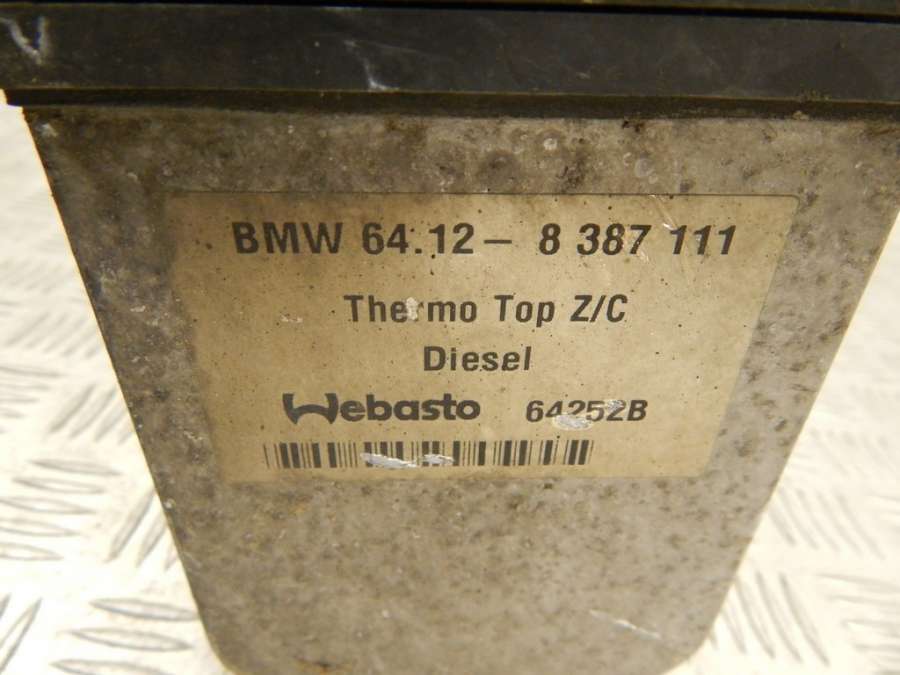 BMW 64.12- 8 387 111
Thermo Top Z/C
Diesel
Webasto 64252B